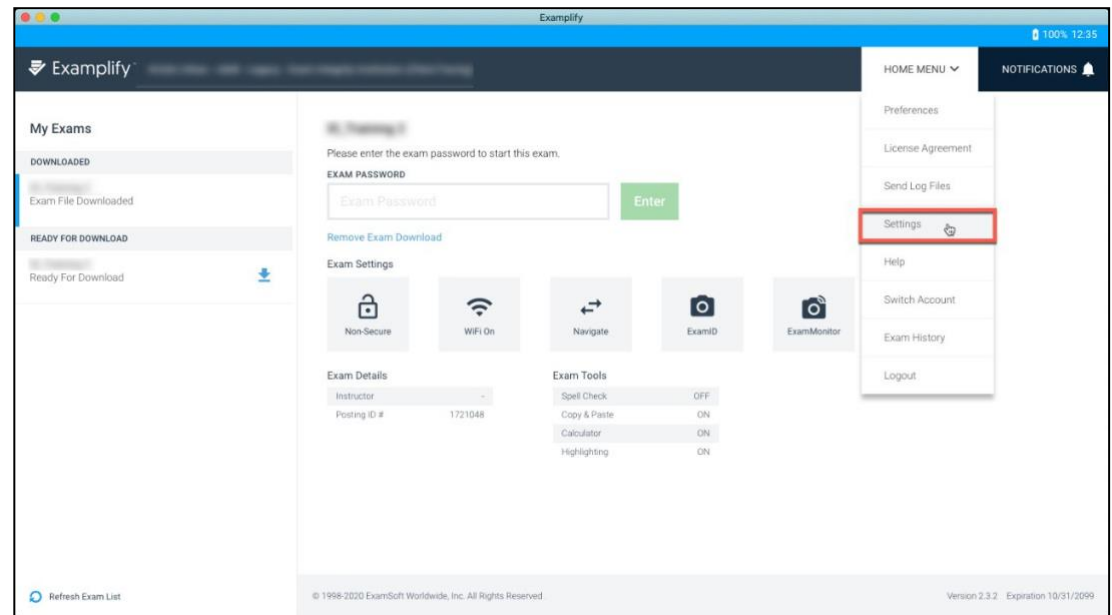 Examplify
100% 12:35
Examplify
HOME MENU
NOTIFICATIONS
My Exams
DOWNLOADED
Exam File Downloaded
READY FOR DOWNLOAD
Ready For Download
Refresh Exam List
Please enter the exam password to start this exam.
EXAM PASSWORD
Exam Password
Enter
Remove Exam Download
Exam Settings
Non-Secure
WiFi On
Navigate
ExamID
ExamMonitor
Exam Details
Instructor -
Posting ID # 1721048
Exam Tools
Spell Check OFF
Copy & Paste ON
Calculator ON
Highlighting ON
Preferences
License Agreement
Send Log Files
Settings
Help
Switch Account
Exam History
Logout
© 1998-2020 ExamSoft Worldwide, Inc. All Rights Reserved.
Version 2.3.2 Expiration 10/31/2099